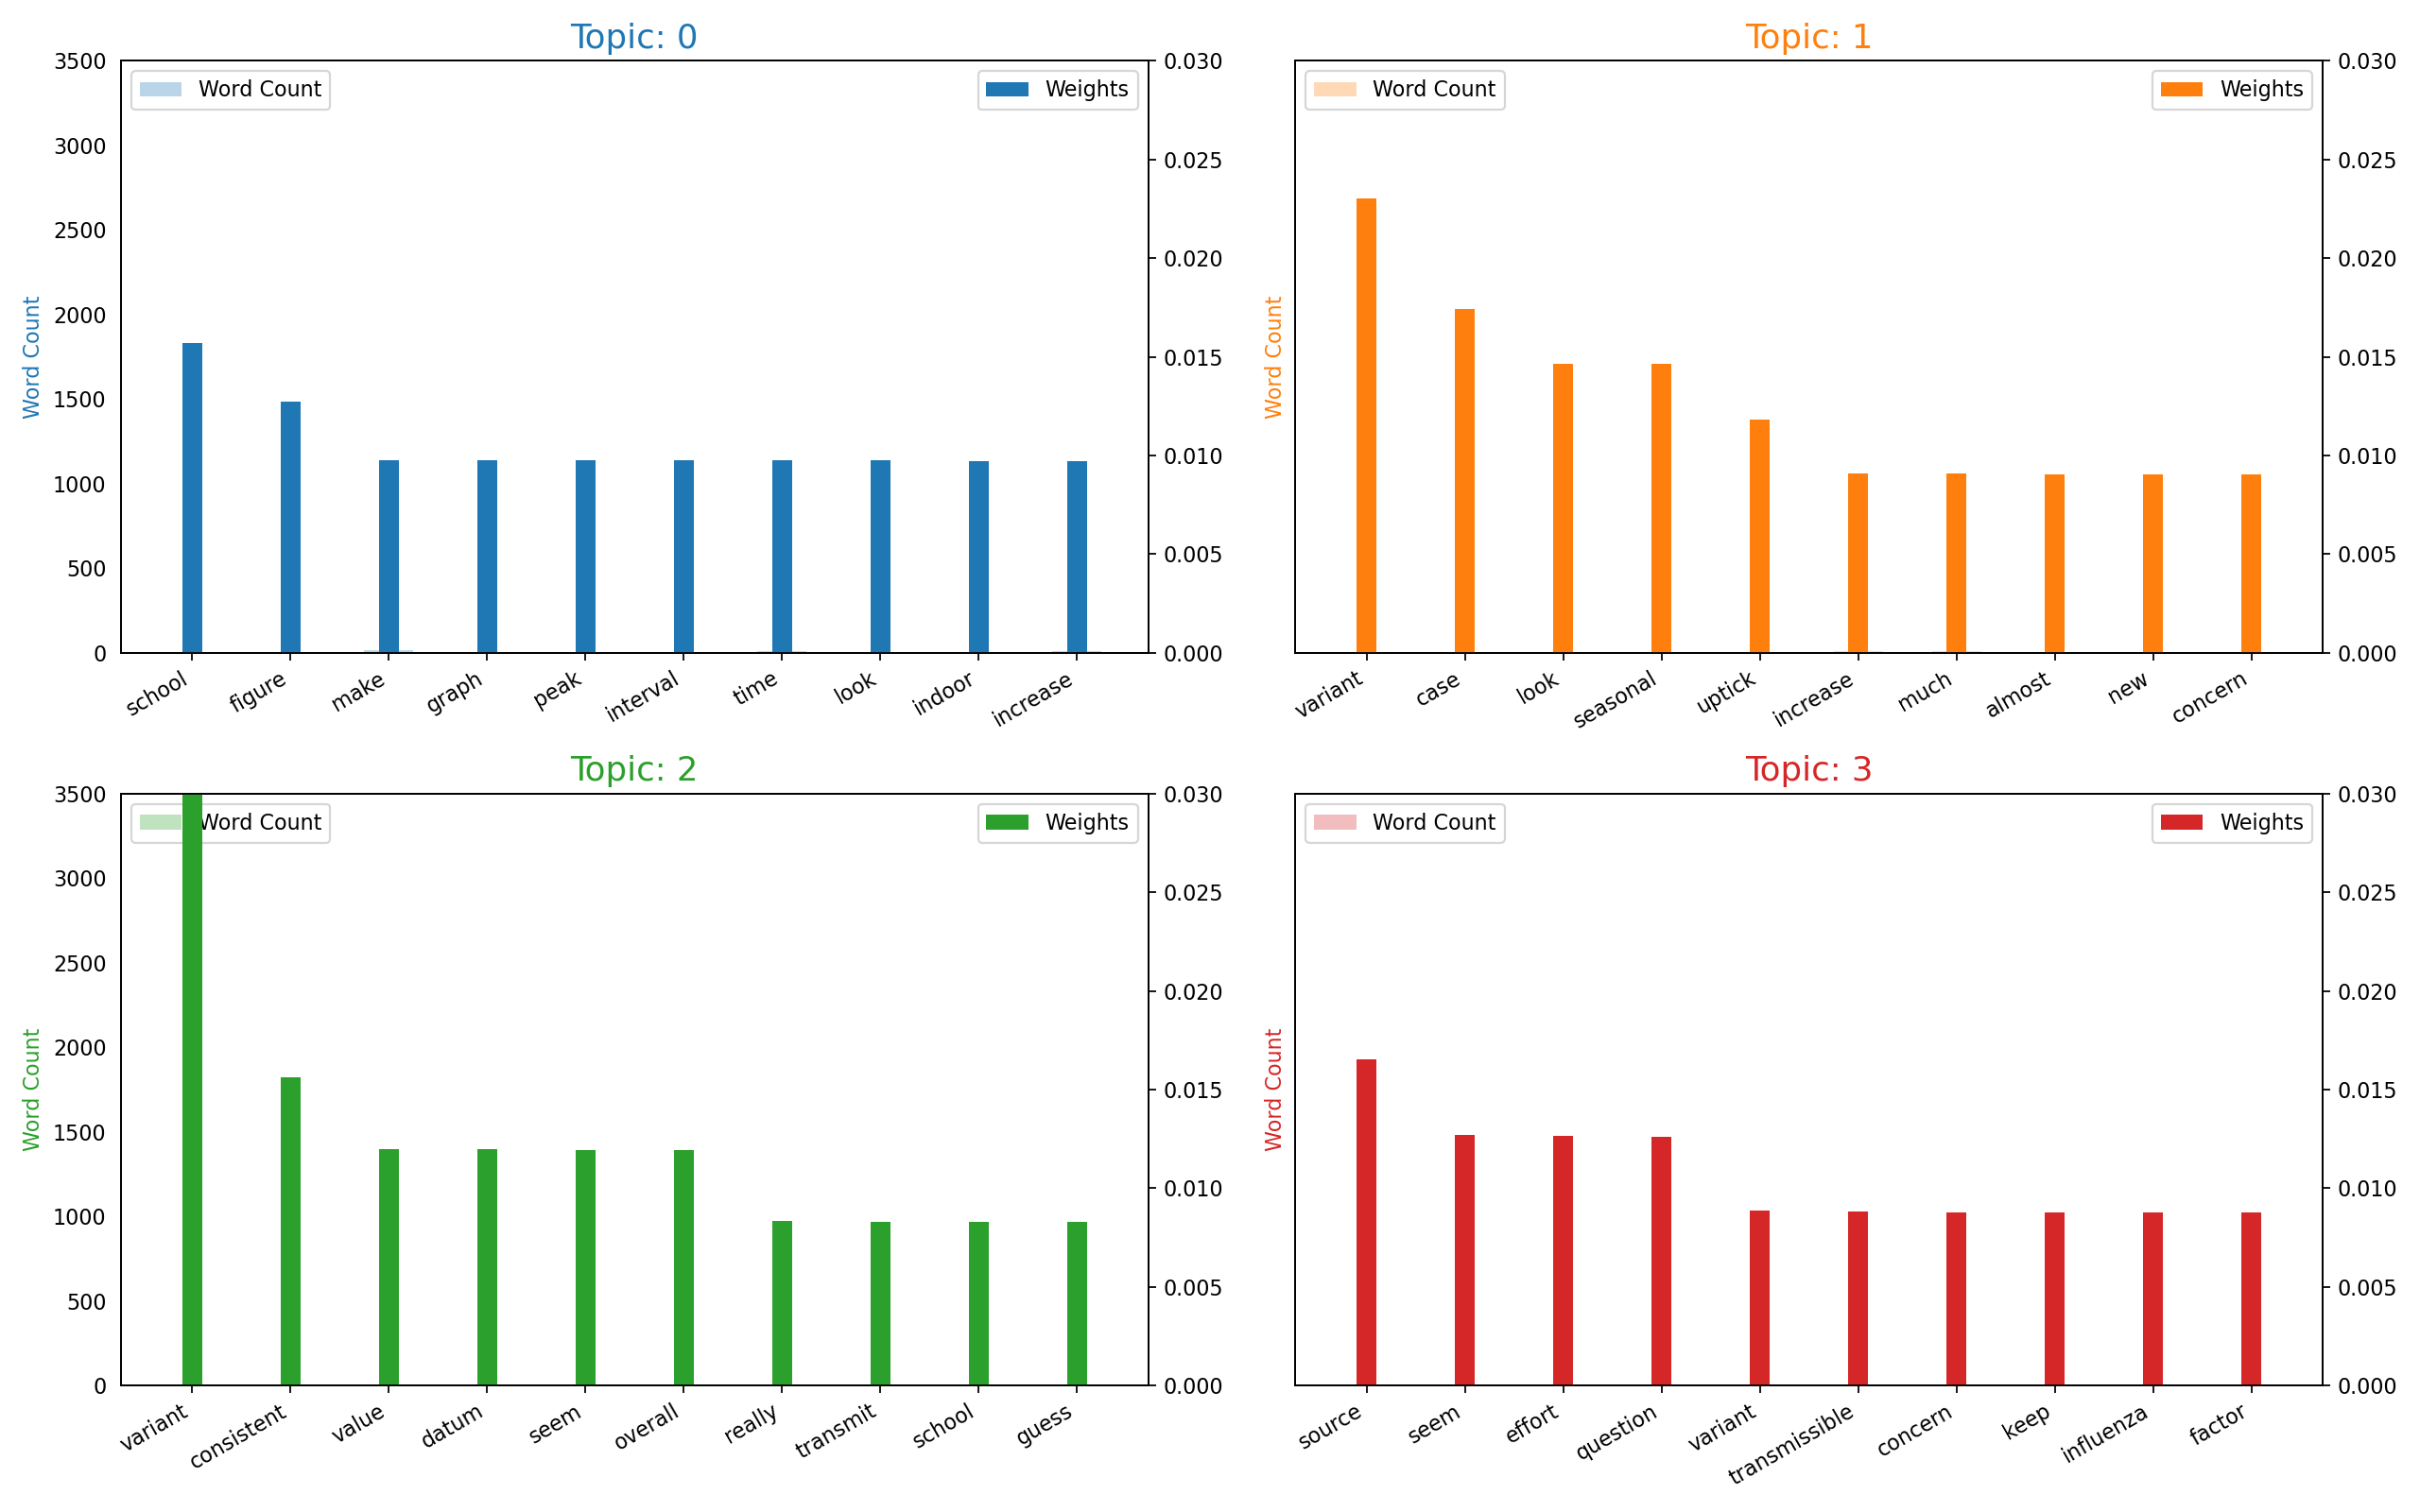 Topic: 0
Word Count
Weights
3500
3000
2500
2000
1500
1000
500
0
0.030
0.025
0.020
0.015
0.010
0.005
0.000
Word Count
school
figure
make
graph
peak
interval
time
look
indoor
increase
Topic: 1
Word Count
Weights
0.030
0.025
0.020
0.015
0.010
0.005
0.000
Word Count
variant
case
look
seasonal
uptick
increase
much
almost
new
concern
Topic: 2
Word Count
Weights
3500
3000
2500
2000
1500
1000
500
0
0.030
0.025
0.020
0.015
0.010
0.005
0.000
Word Count
variant
consistent
value
datum
seem
overall
really
transmit
school
guess
Topic: 3
Word Count
Weights
0.030
0.025
0.020
0.015
0.010
0.005
0.000
Word Count
source
seem
effort
question
variant
transmissible
concern
keep
influenza
factor